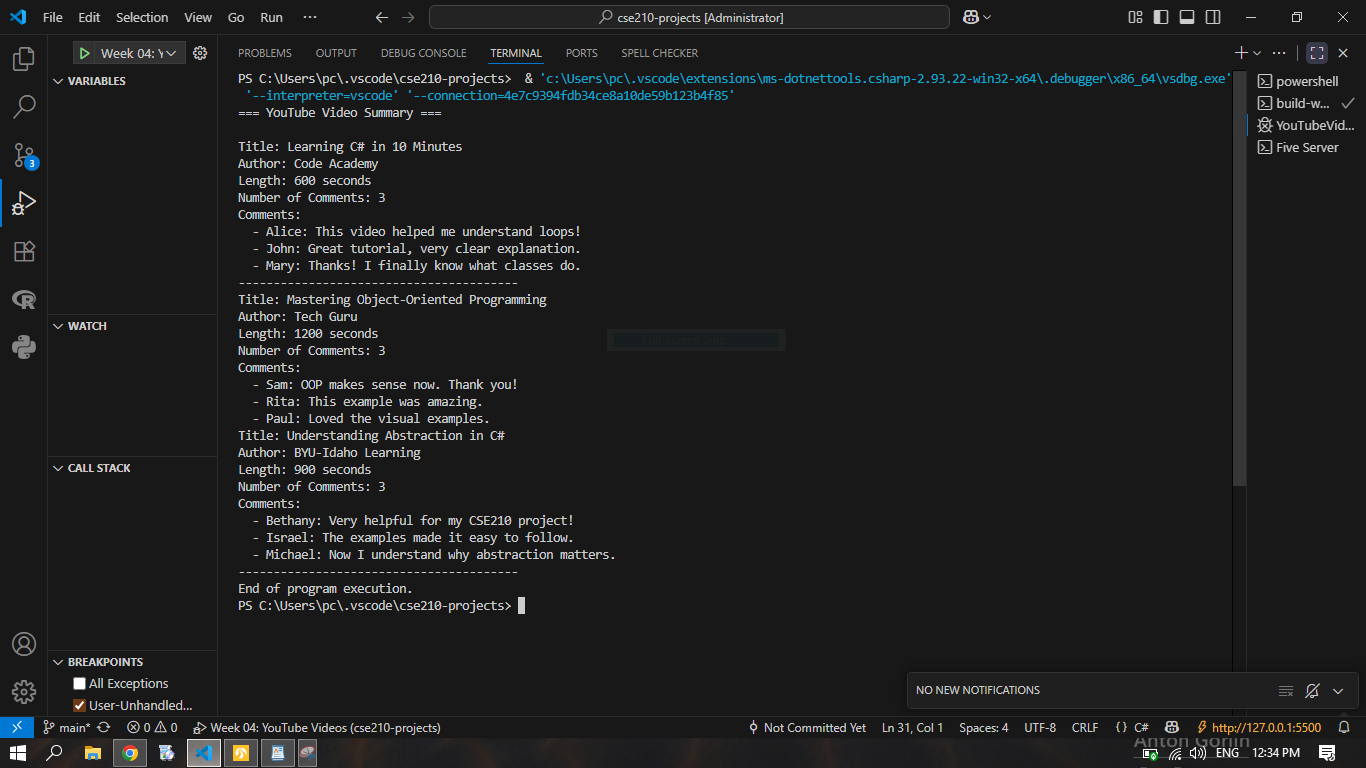 File Edit Selection View Go Run ··· cse210-projects [Administrator]
Week 04: Y
PROBLEMS OUTPUT DEBUG CONSOLE TERMINAL PORTS SPELL CHECKER
VARIABLES
WATCH
CALL STACK
BREAKPOINTS
All Exceptions
User-Unhandled...
3
PS C:\Users\pc\.vscode\cse210-projects>  & 'c:\Users\pc\.vscode\extensions\ms-dotnettools.csharp-2.93.22-win32-x64\.debugger\x86_64\vsdbg.exe'
'--interpreter=vscode' '--connection=4e7c9394fdb34ce8a10de59b123b4f85'
=== YouTube Video Summary ===
Title: Learning C# in 10 Minutes
Author: Code Academy
Length: 600 seconds
Number of Comments: 3
Comments:
- Alice: This video helped me understand loops!
- John: Great tutorial, very clear explanation.
- Mary: Thanks! I finally know what classes do.
----------------------------------------
Title: Mastering Object-Oriented Programming
Author: Tech Guru
Length: 1200 seconds
Number of Comments: 3
Comments:
- Sam: OOP makes sense now. Thank you!
- Rita: This example was amazing.
- Paul: Loved the visual examples.
Title: Understanding Abstraction in C#
Author: BYU-Idaho Learning
Length: 900 seconds
Number of Comments: 3
Comments:
- Bethany: Very helpful for my CSE210 project!
- Israel: The examples made it easy to follow.
- Michael: Now I understand why abstraction matters.
----------------------------------------
End of program execution.
PS C:\Users\pc\.vscode\cse210-projects>
powershell
build-w...
YouTubeVid...
Five Server
NO NEW NOTIFICATIONS
main* 0 0 Week 04: YouTube Videos (cse210-projects) Not Committed Yet Ln 31, Col 1 Spaces: 4 UTF-8 CRLF {} C# http://127.0.0.1:5500
Anton Gorlin
ENG 12:34 PM